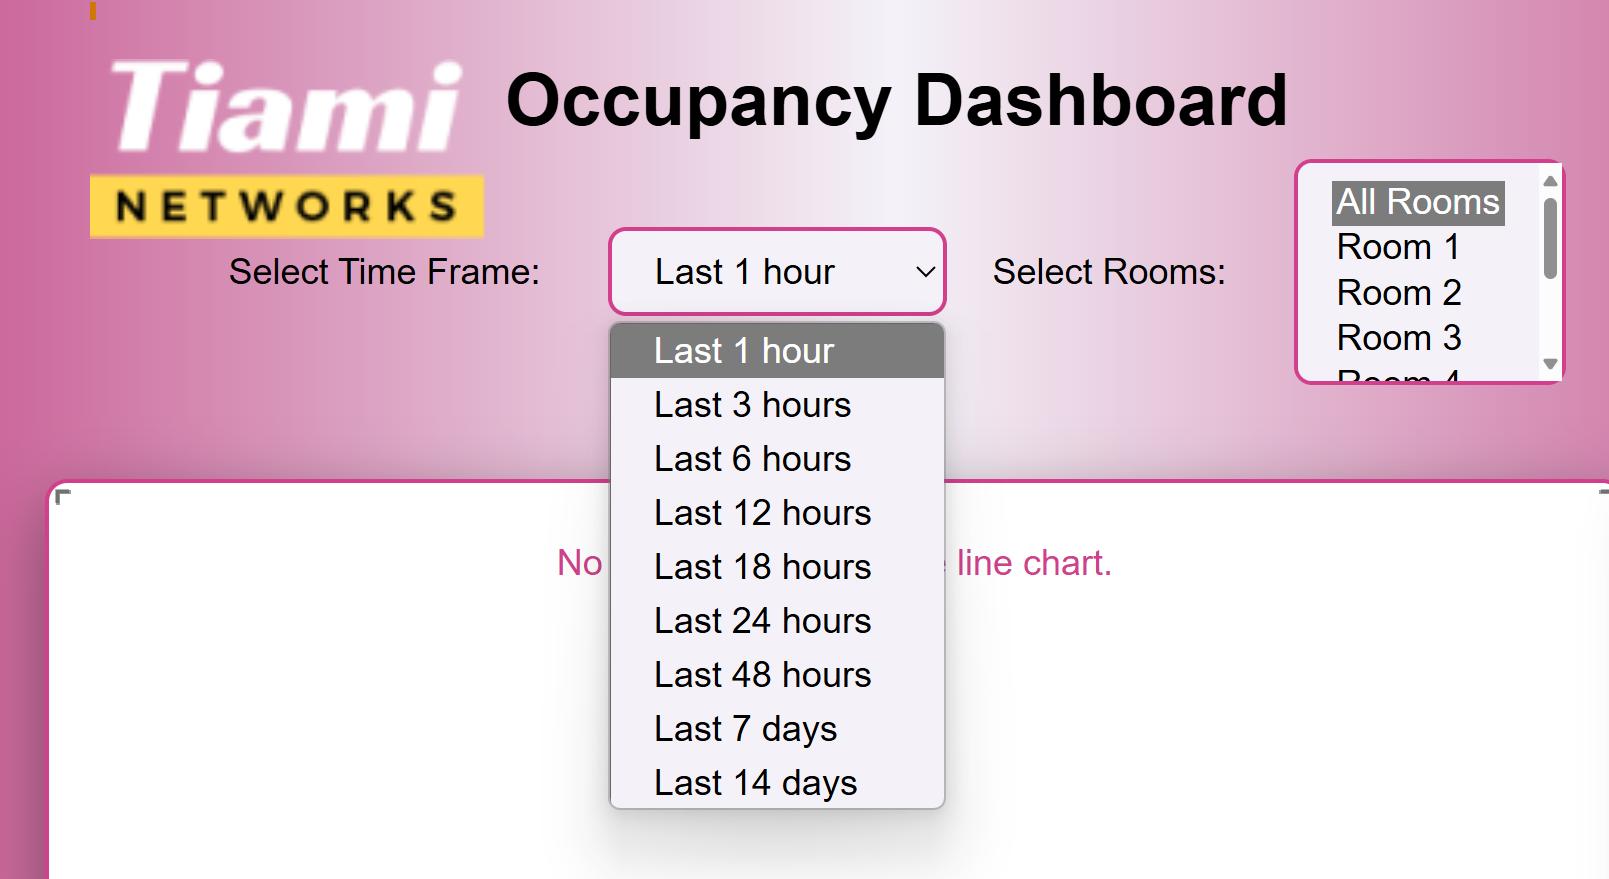 Tiami
NETWORKS
Occupancy Dashboard
Select Time Frame:
Last 1 hour
Select Rooms:
All Rooms
Room 1
Room 2
Room 3
Room 4
Last 1 hour
Last 3 hours
Last 6 hours
Last 12 hours
Last 18 hours
Last 24 hours
Last 48 hours
Last 7 days
Last 14 days
No
line chart.